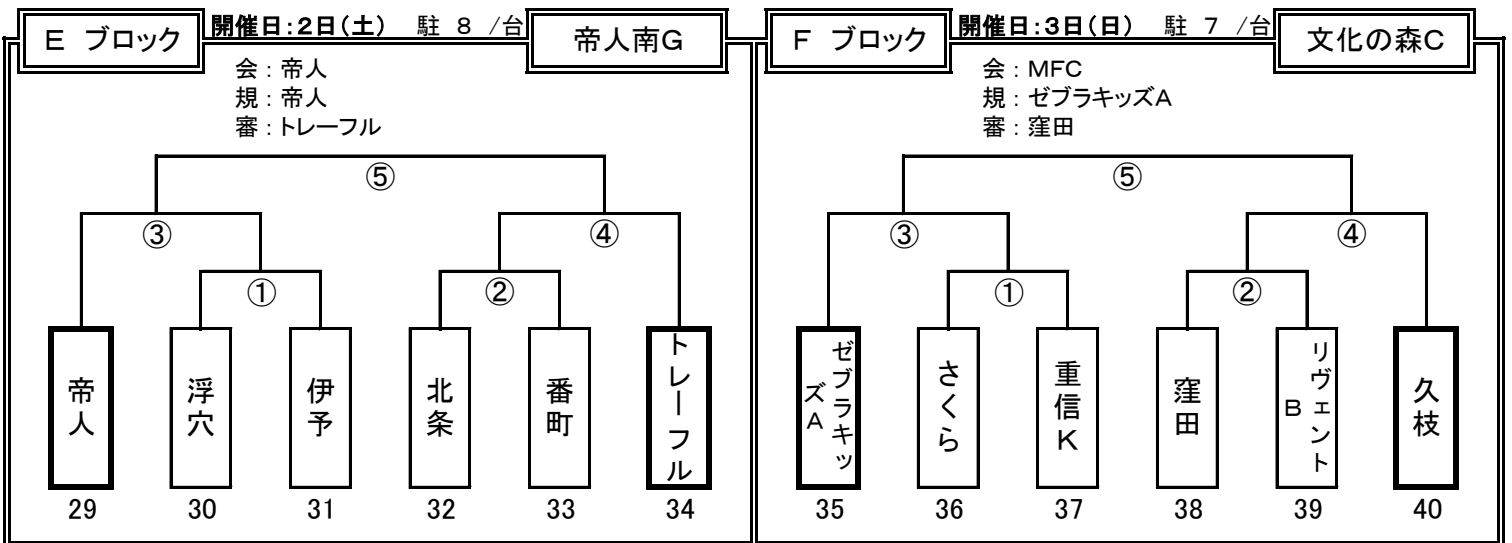 E ブロック
開催日:2日(土) 駐 8 /台
帝人南G
会:帝人
規:帝人
審:トレーフル
⑤
③
④
①
②
帝人
浮穴
伊予
北条
番町
トレーフル
29 30 31 32 33 34
F ブロック
開催日:3日(日) 駐 7 /台
文化の森C
会:MFC
規:ゼブラキッズA
審:窪田
⑤
③
④
①
②
ゼブラキッズA
さくら
重信K
窪田
リヴェントB
久枝
35 36 37 38 39 40